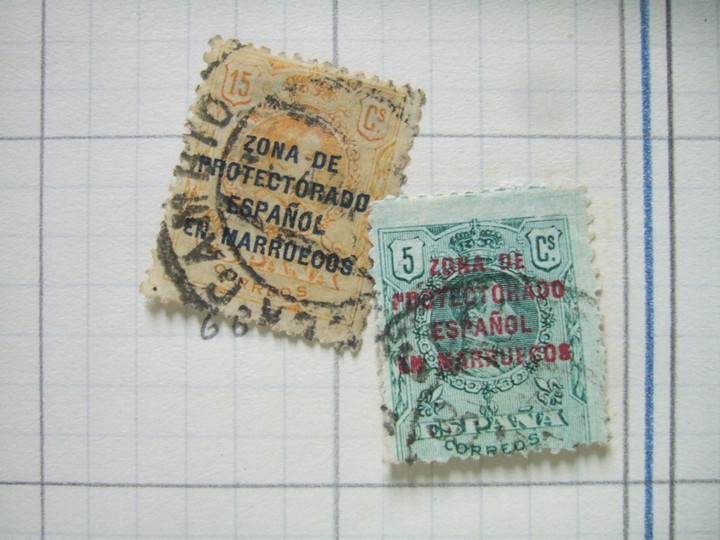 15 Cs
ZONA DE
PROTECTORADO
ESPAÑOL
EN MARRUECOS
CORREOS
5 Cs.
ZONA DE
PROTECTORADO
ESPAÑOL
EN MARRUECOS
ESPAÑA
CORREOS